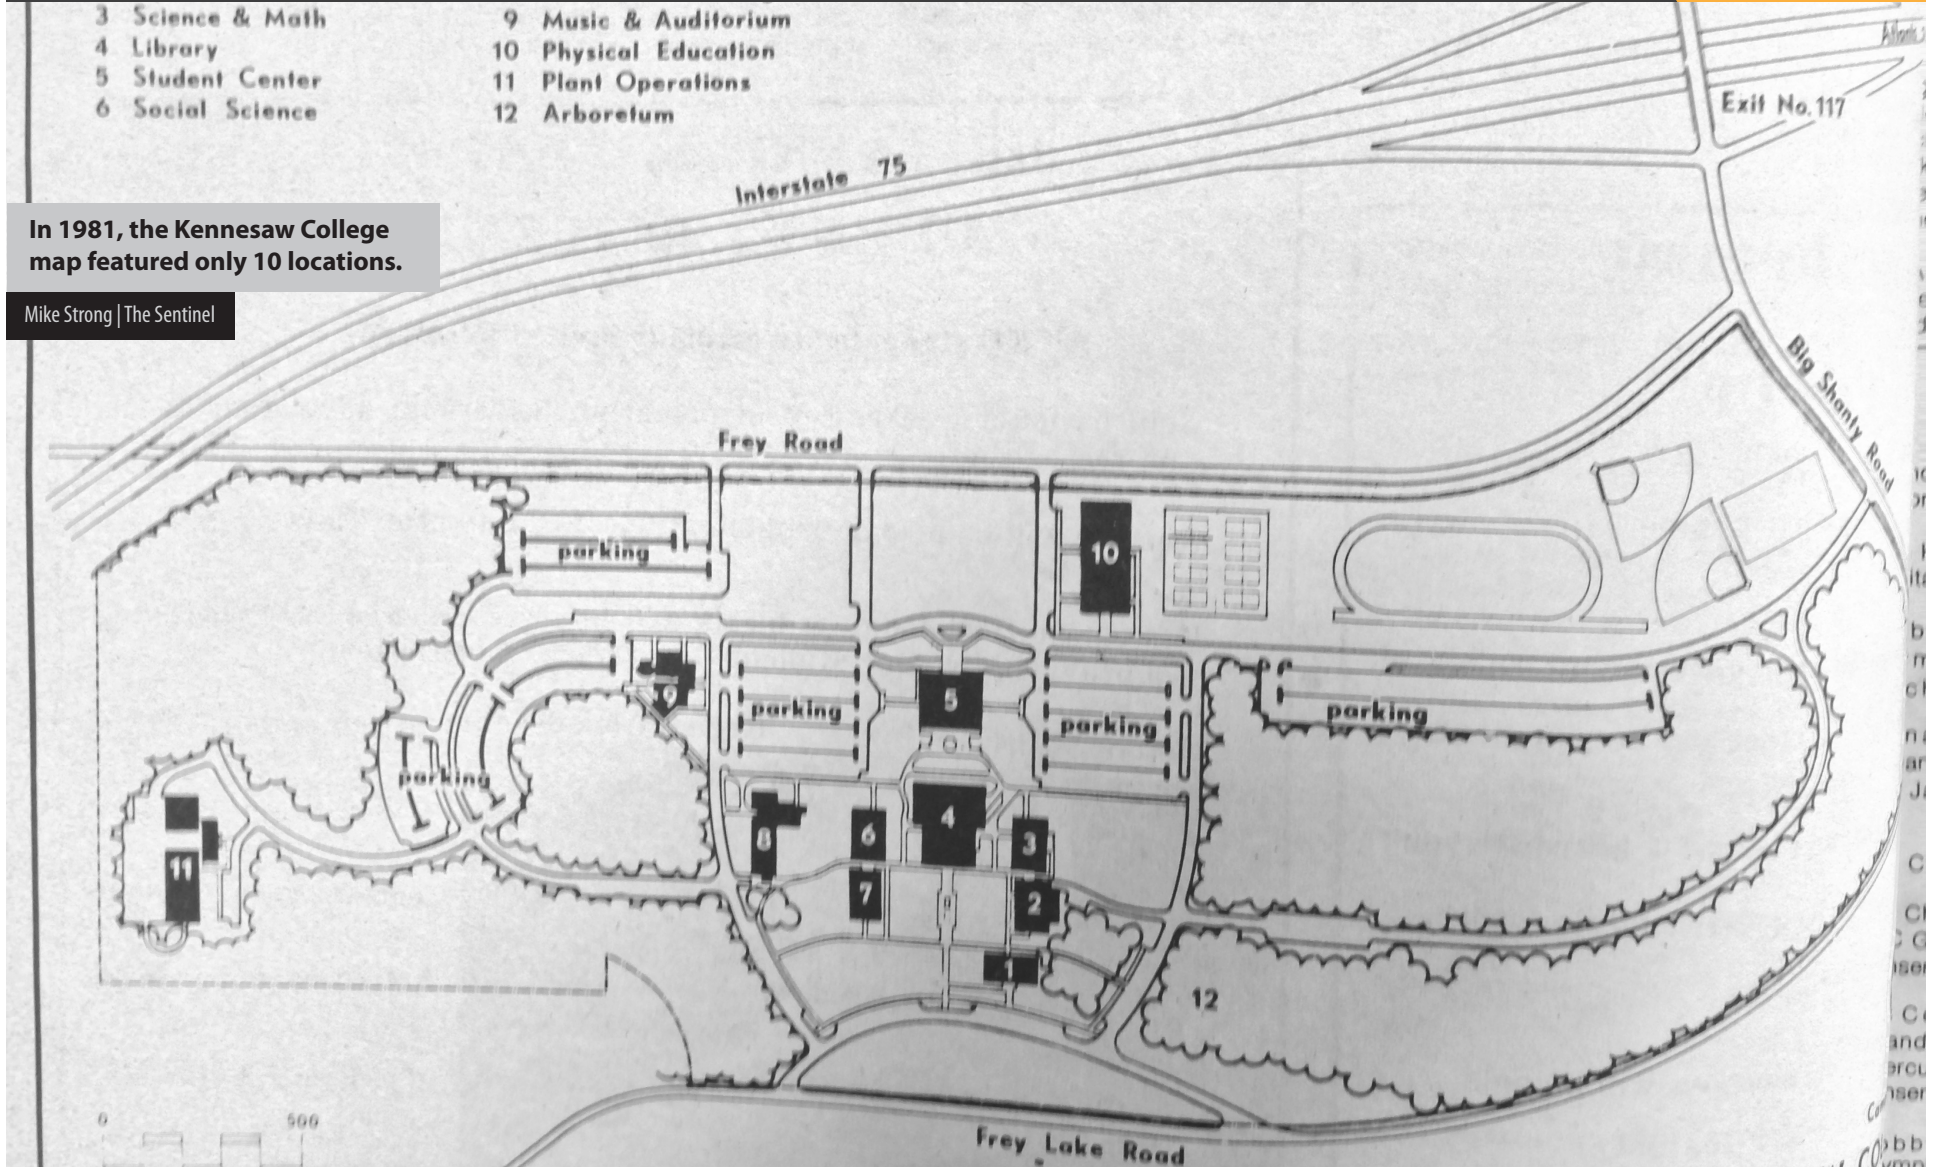 3 Science & Math
4 Library
5 Student Center
6 Social Science
9 Music & Auditorium
10 Physical Education
11 Plant Operations
12 Arboretum
Exit No. 117
Interstate 75
In 1981, the Kennesaw College
map featured only 10 locations.
Mike Strong | The Sentinel
Big Shanty Road
Frey Road
parking
10
9
5
parking
parking
parking
parking
8
6
4
3
11
7
2
1
12
0 500
Frey Lake Road